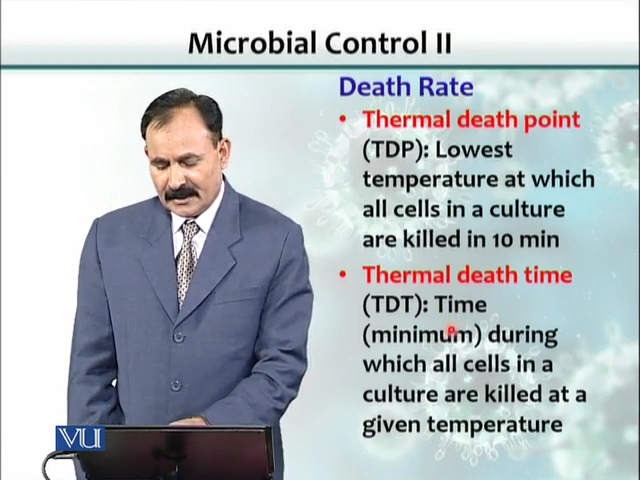 Microbial Control II
Death Rate
• Thermal death point
(TDP): Lowest
temperature at which
all cells in a culture
are killed in 10 min
• Thermal death time
(TDT): Time
(minimum) during
which all cells in a
culture are killed at a
given temperature
VU